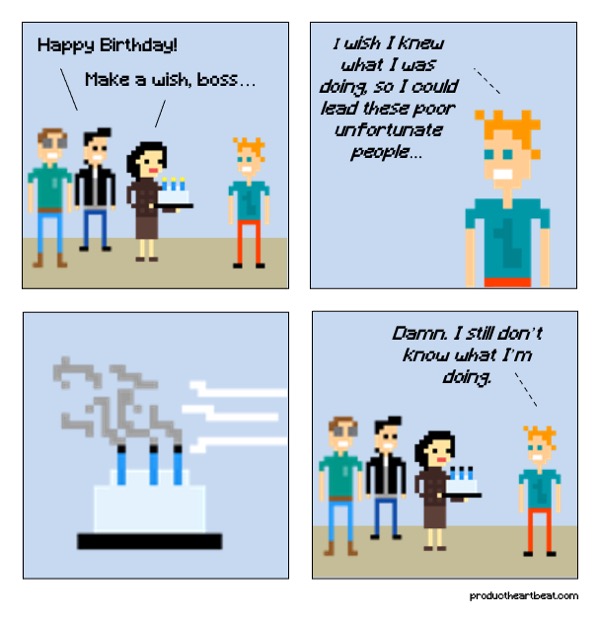 Happy Birthday!
Make a wish, boss...
I wish I knew
what I was
doing, so I could
lead these poor
unfortunate
people...
Damn. I still don't
know what I'm
doing.
productheartbeat.com